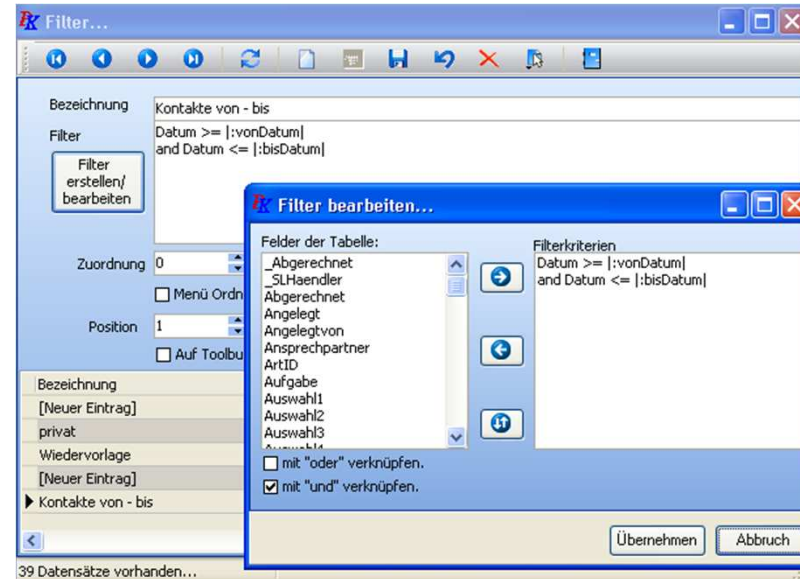 Filter...
Bezeichnung
Kontakte von - bis
Filter
Datum >= |:vonDatum|
and Datum <= |:bisDatum|
Filter
erstellen/
bearbeiten
Zuordnung
0
Menü Ordn
Position
1
Auf Toolbu
Bezeichnung
[Neuer Eintrag]
privat
Wiedervorlage
[Neuer Eintrag]
Kontakte von - bis
39 Datensätze vorhanden...
Filter bearbeiten...
Felder der Tabelle:
_Abgerechnet
_SLHaendler
Abgerechnet
Angelegt
Angelegtvon
Ansprechpartner
ArtID
Aufgabe
Auswahl1
Auswahl2
Auswahl3
Filterkriterien
Datum >= |:vonDatum|
and Datum <= |:bisDatum|
mit "oder" verknüpfen.
mit "und" verknüpfen.
Übernehmen
Abbruch